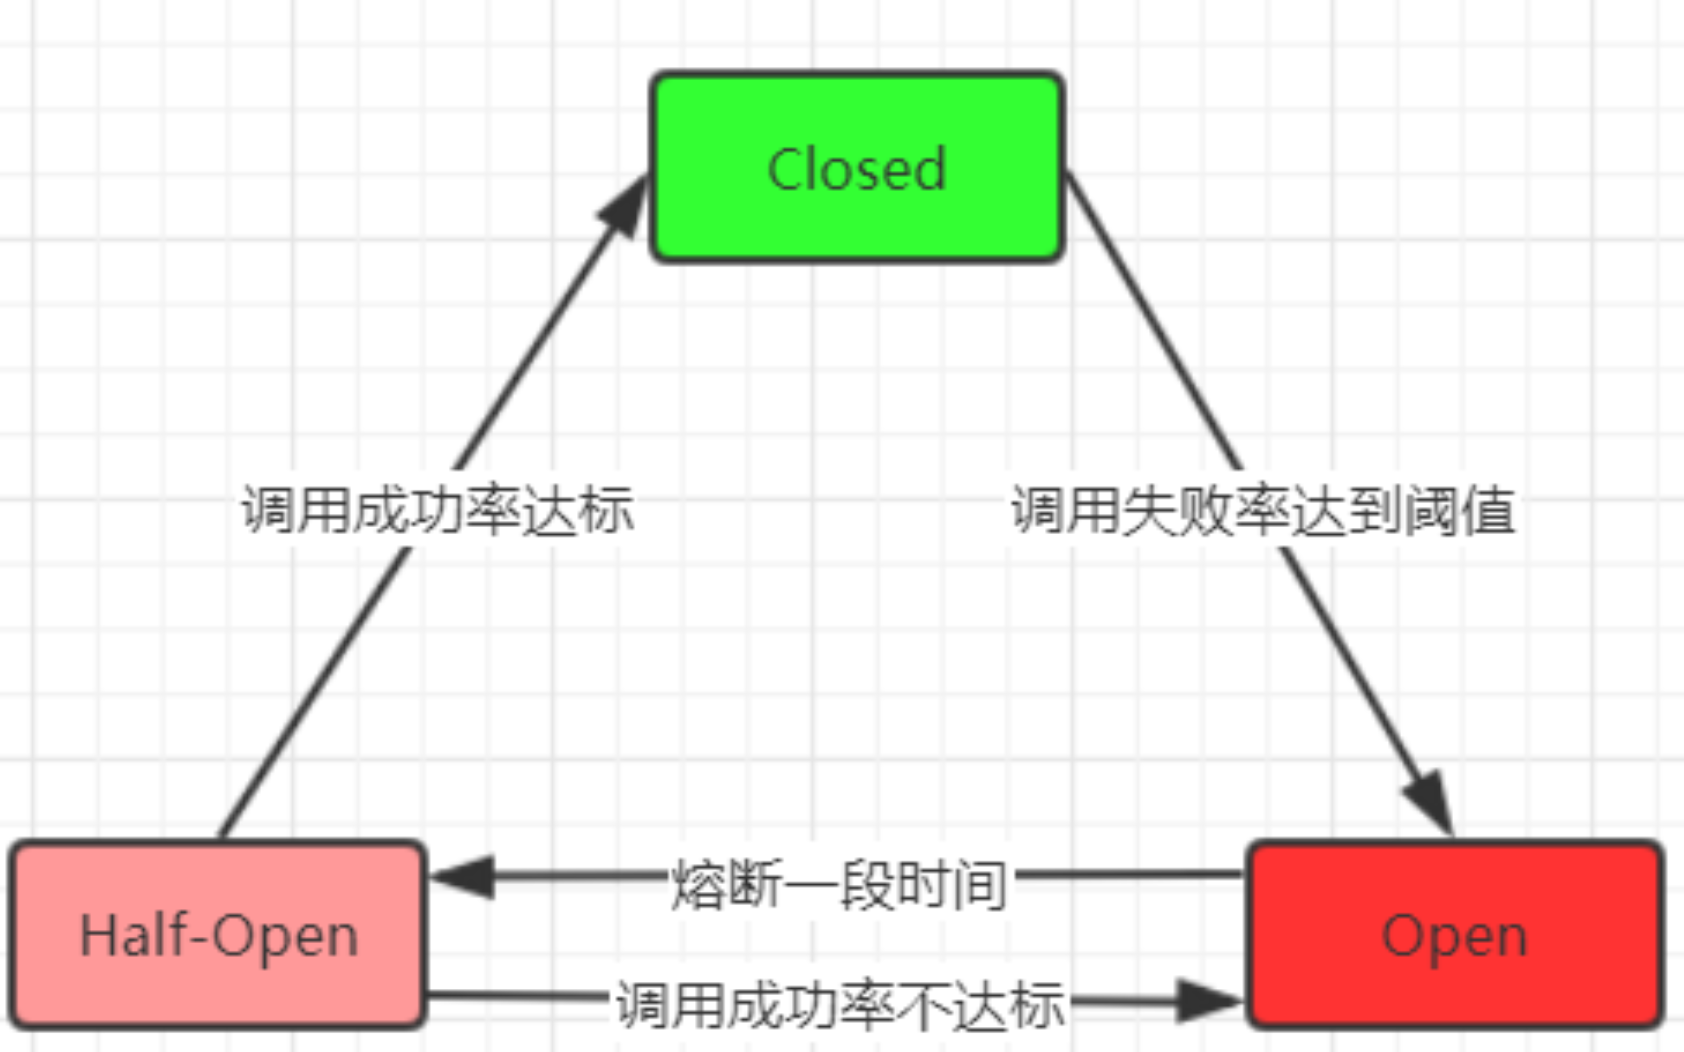 Closed
调用成功率达标
调用失败率达到阈值
熔断一段时间
Half-Open
Open
调用成功率不达标